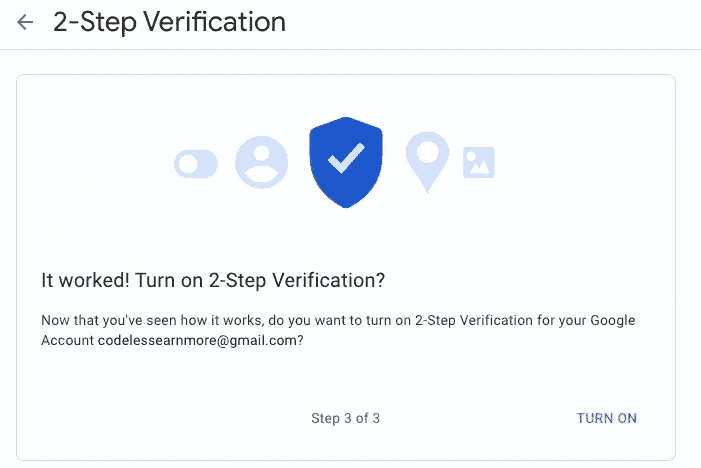 2-Step Verification
It worked! Turn on 2-Step Verification?
Now that you've seen how it works, do you want to turn on 2-Step Verification for your Google
Account codelessearnmore@gmail.com?
Step 3 of 3
TURN ON